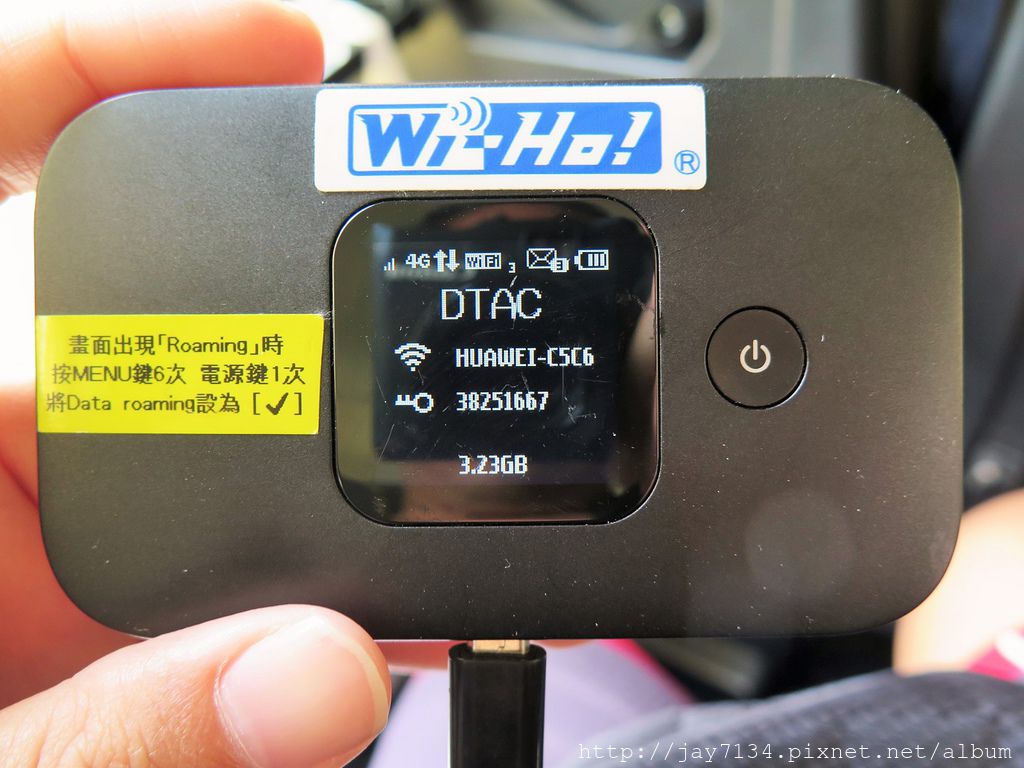 Wi-Ho!
®
4G WiFi 3 3
DTAC
HUAWEI-C5C6
38251667
3.23GB
畫面出現「Roaming」時
按MENU鍵6次 電源鍵1次
將Data roaming設為 [✓]
http://jay7134.pixnet.net/album